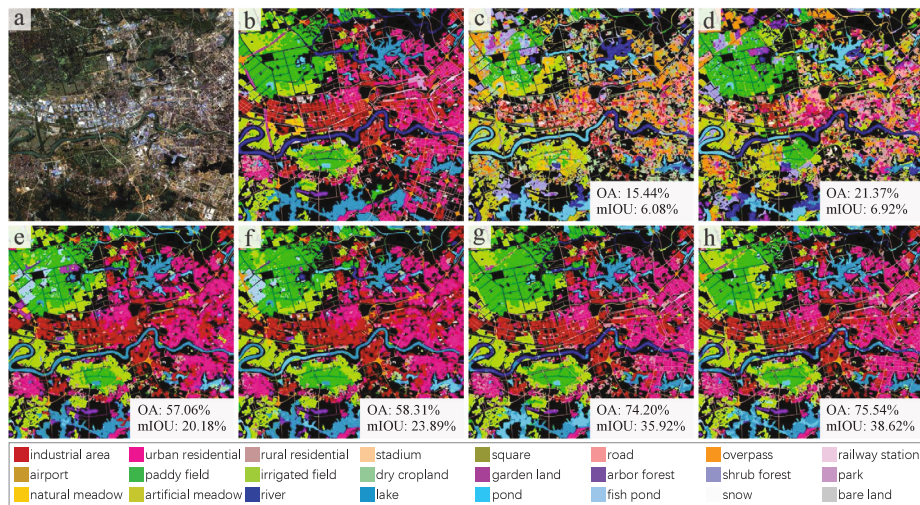 a b c d
OA: 15.44% OA: 21.37%
mIOU: 6.08% mIOU: 6.92%
e f g h
OA: 57.06% OA: 58.31% OA: 74.20% OA: 75.54%
mIOU: 20.18% mIOU: 23.89% mIOU: 35.92% mIOU: 38.62%
industrial area urban residential rural residential stadium square road overpass railway station
airport paddy field irrigated field dry cropland garden land arbor forest shrub forest park
natural meadow artificial meadow river lake pond fish pond snow bare land